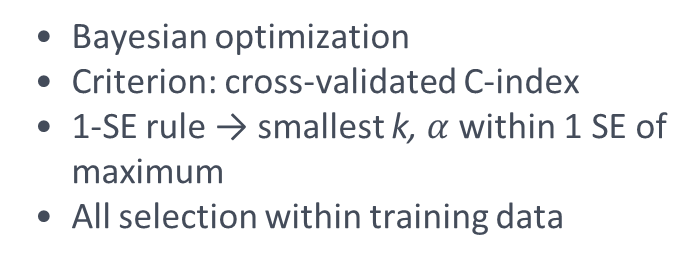 • Bayesian optimization
• Criterion: cross-validated C-index
• 1-SE rule → smallest k, α within 1 SE of
maximum
• All selection within training data